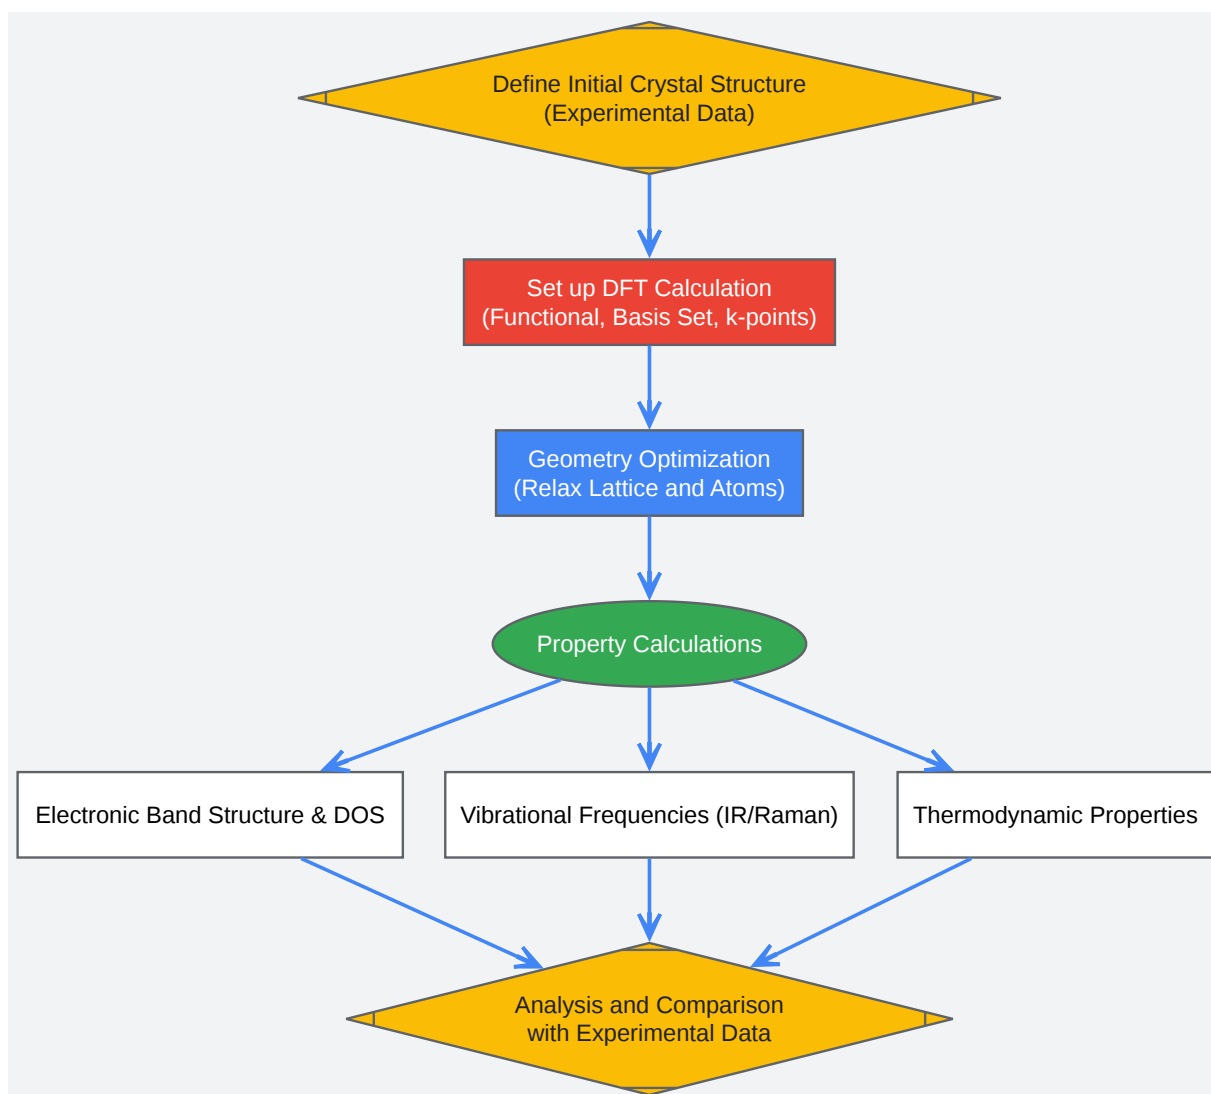 Define Initial Crystal Structure
(Experimental Data)
Set up DFT Calculation
(Functional, Basis Set, k-points)
Geometry Optimization
(Relax Lattice and Atoms)
Property Calculations
Electronic Band Structure & DOS
Vibrational Frequencies (IR/Raman)
Thermodynamic Properties
Analysis and Comparison
with Experimental Data